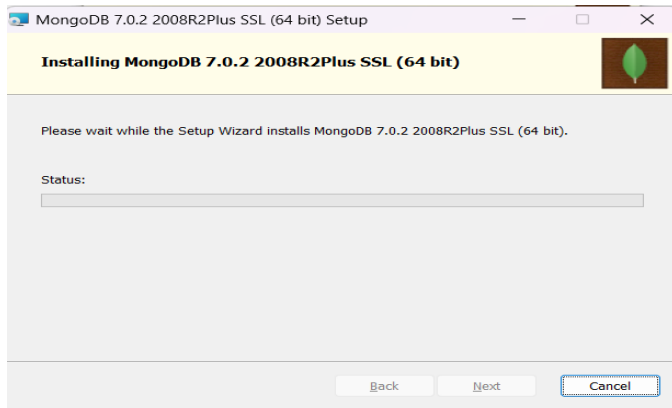 MongoDB 7.0.2 2008R2Plus SSL (64 bit) Setup
Installing MongoDB 7.0.2 2008R2Plus SSL (64 bit)
Please wait while the Setup Wizard installs MongoDB 7.0.2 2008R2Plus SSL (64 bit).
Status:
Back Next Cancel